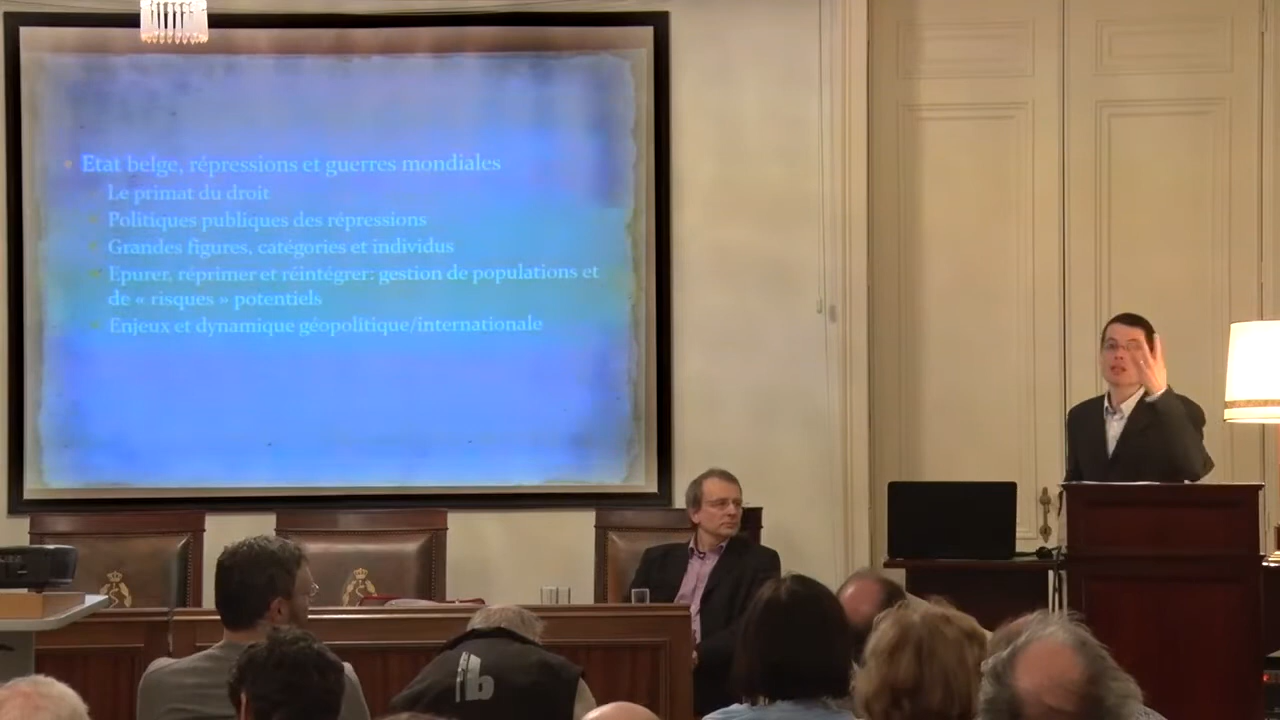 Etat belge, répressions et guerres mondiales
Le primat du droit
Politiques publiques des répressions
Grandes figures, catégories et individus
Epurer, réprimer et réintégrer : gestion de populations et
de « risques » potentiels
Enjeux et dynamique géopolitique/internationale
b